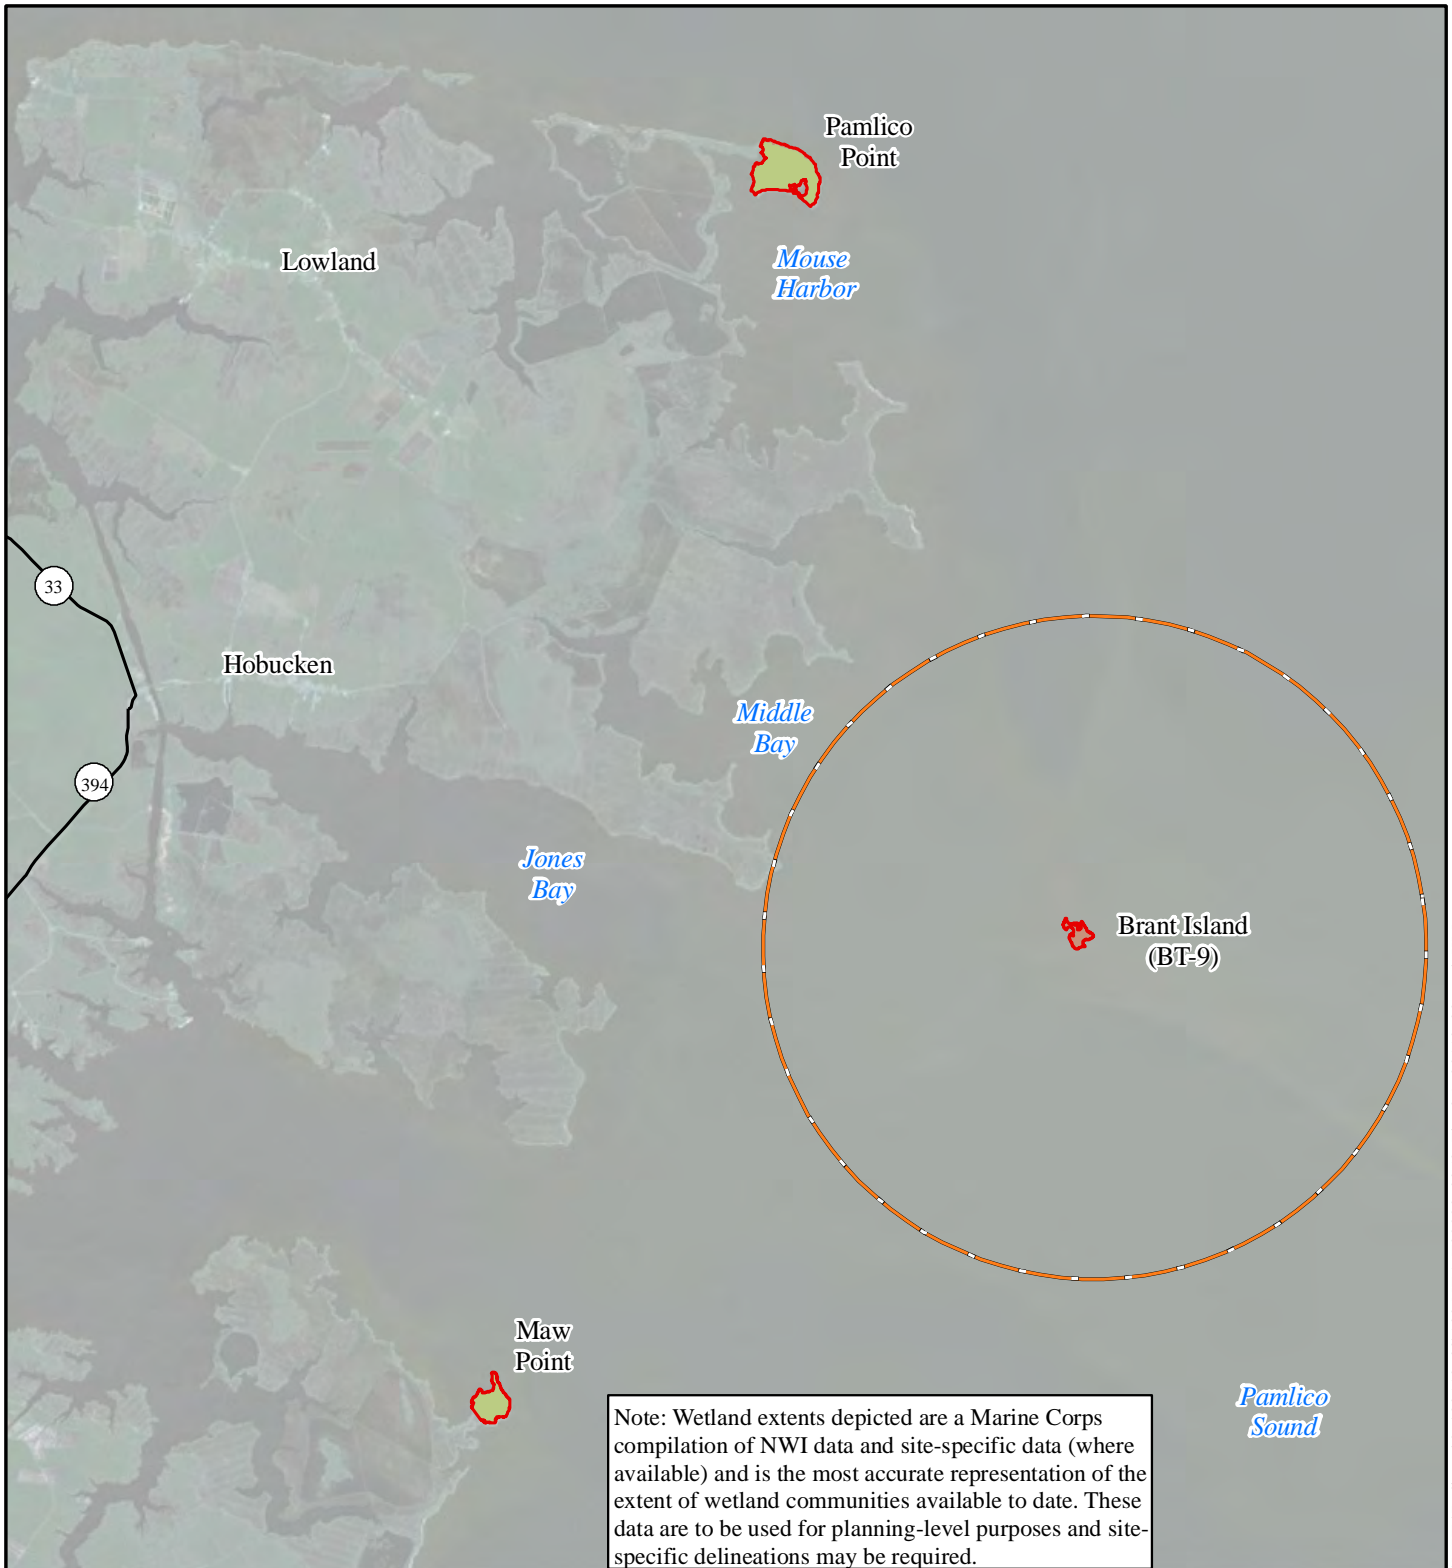 Pamlico
Point
Lowland
Mouse
Harbor
33
Hobucken
Middle
Bay
394
Jones
Bay
Brant Island
(BT-9)
Maw
Point
Pamlico
Sound
Note: Wetland extents depicted are a Marine Corps
compilation of NWI data and site-specific data (where
available) and is the most accurate representation of the
extent of wetland communities available to date. These
data are to be used for planning-level purposes and site-
specific delineations may be required.